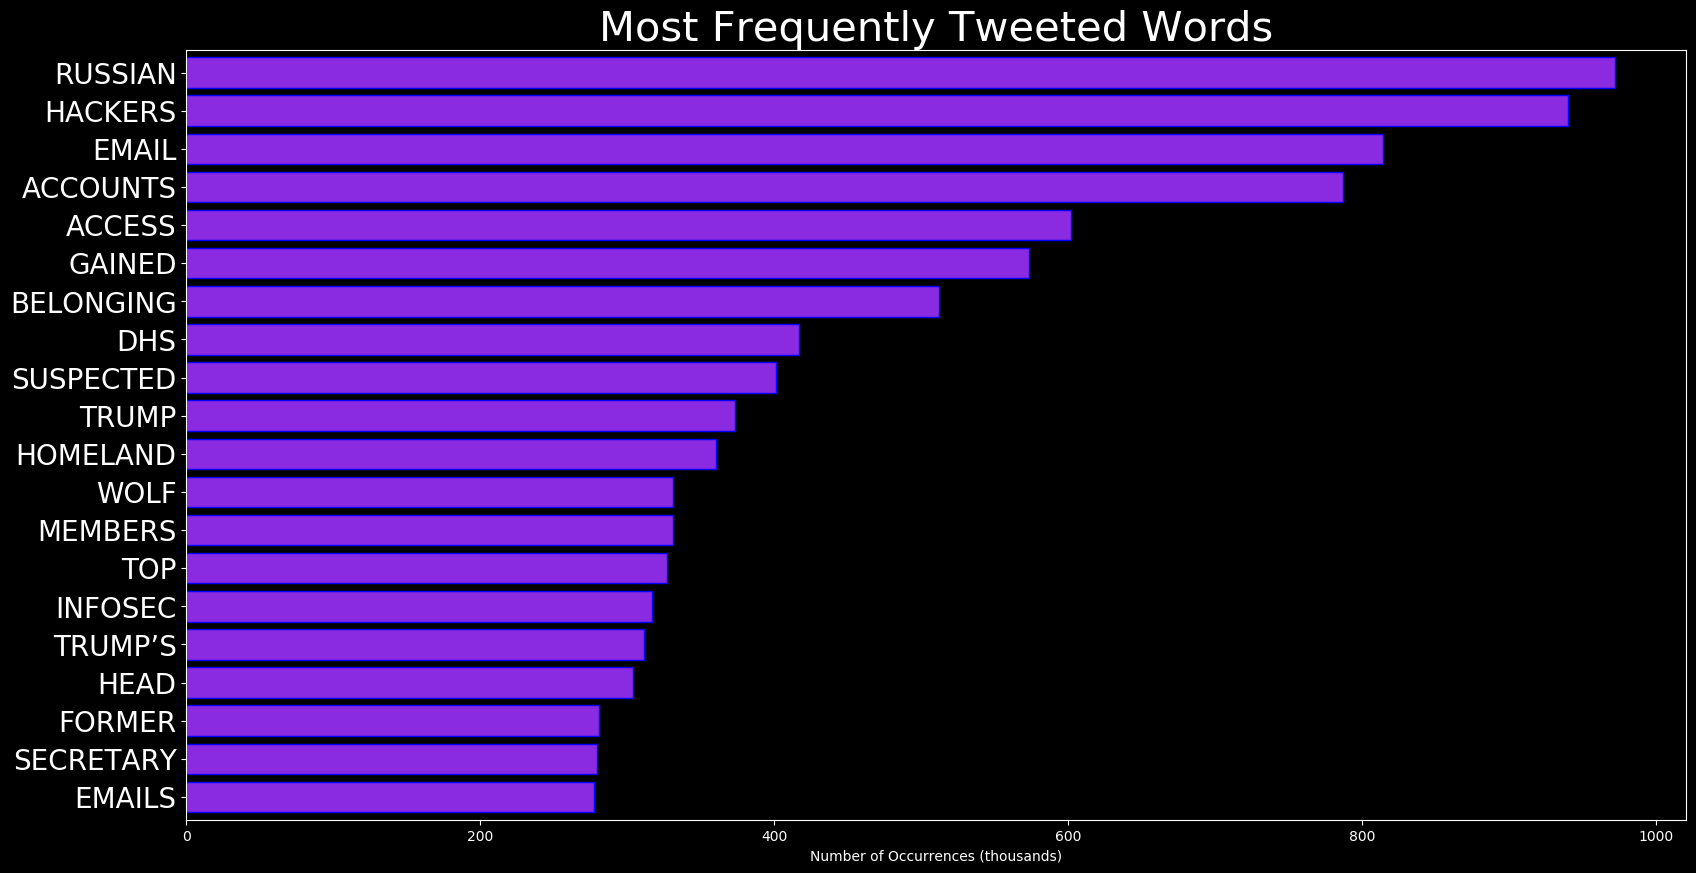 Most Frequently Tweeted Words
RUSSIAN
HACKERS
EMAIL
ACCOUNTS
ACCESS
GAINED
BELONGING
DHS
SUSPECTED
TRUMP
HOMELAND
WOLF
MEMBERS
TOP
INFOSEC
TRUMP’S
HEAD
FORMER
SECRETARY
EMAILS
0 200 400 600 800 1000
Number of Occurrences (thousands)